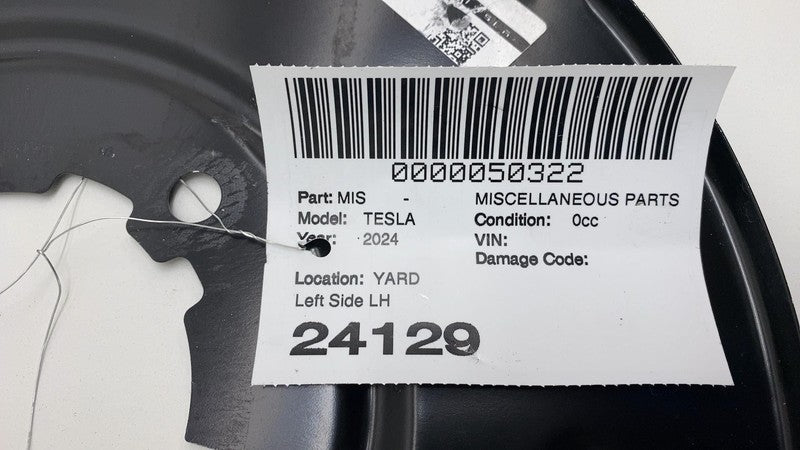 0000050322
Part: MIS - MISCELLANEOUS PARTS
Model: TESLA Condition: 0cc
Year: 2024 VIN:
Damage Code:
Location: YARD
Left Side LH
24129